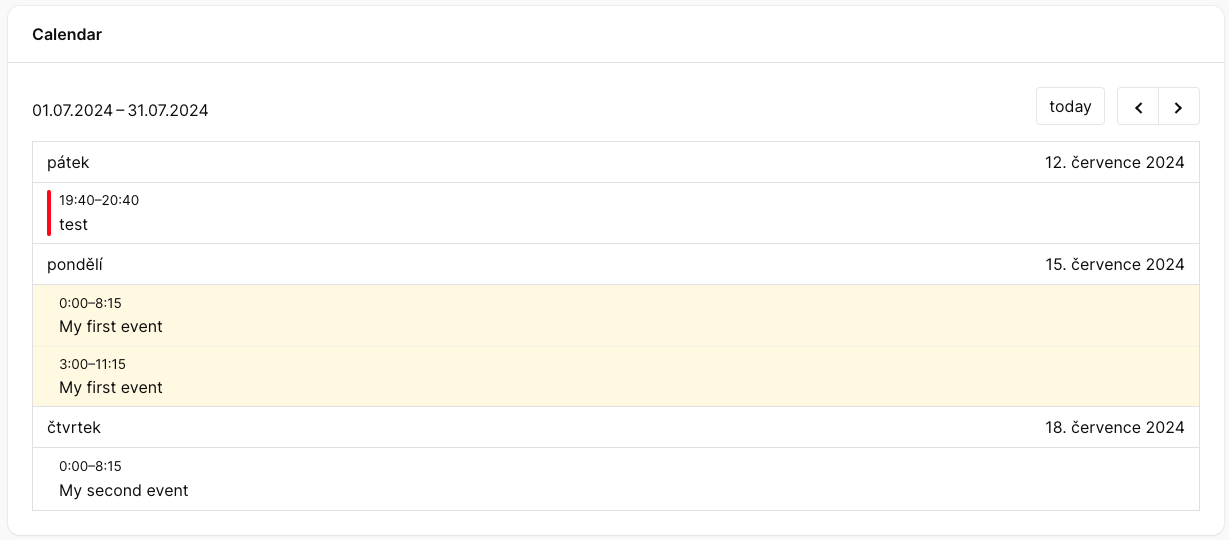 Calendar
01.07.2024 – 31.07.2024
today
pátek 12. července 2024
19:40–20:40
test
pondělí 15. července 2024
0:00–8:15
My first event
3:00–11:15
My first event
čtvrtek 18. července 2024
0:00–8:15
My second event